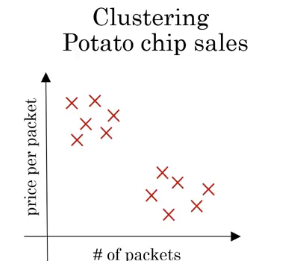 Clustering
Potato chip sales
price per packet
# of packets